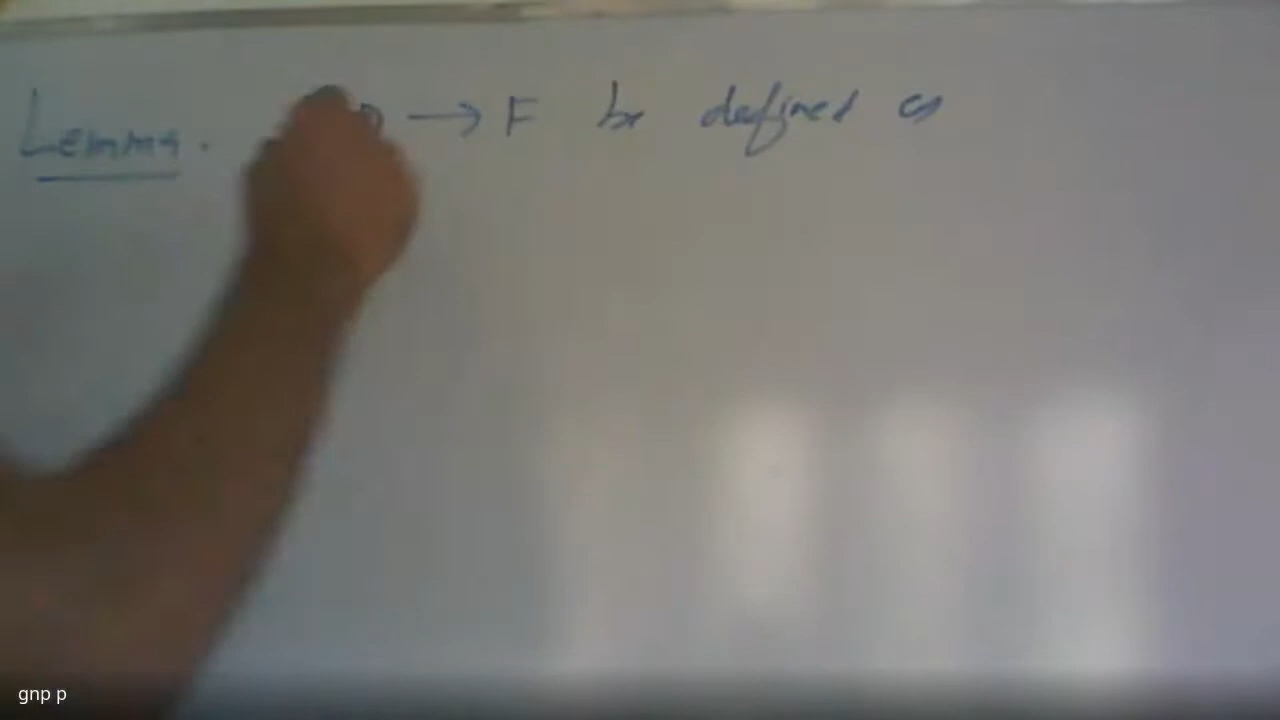 Lemma. D → F be defined as
gnp p